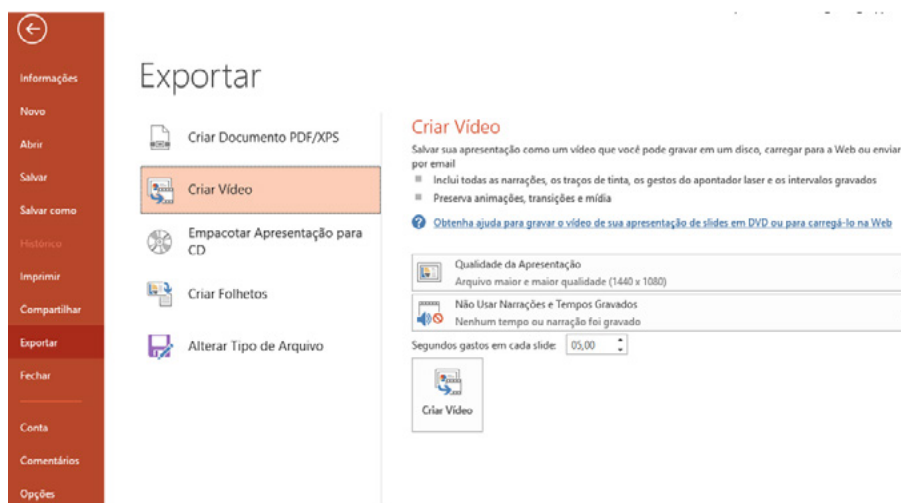 Informações
Novo
Abrir
Salvar
Salvar como
Histórico
Imprimir
Compartilhar
Exportar
Fechar
Conta
Comentários
Opções
Exportar
Criar Documento PDF/XPS
Criar Vídeo
Empacotar Apresentação para
CD
Criar Folhetos
Alterar Tipo de Arquivo
Criar Vídeo
Salvar sua apresentação como um vídeo que você pode gravar em um disco, carregar para a Web ou enviar
por email
Inclui todas as narrações, os traços de tinta, os gestos do apontador laser e os intervalos gravados
Preserva animações, transições e mídia
Obtenha ajuda para gravar o vídeo de sua apresentação de slides em DVD ou para carregá-lo na Web
Qualidade da Apresentação
Arquivo maior e maior qualidade (1440 x 1080)
Não Usar Narrações e Tempos Gravados
Nenhum tempo ou narração foi gravado
Segundos gastos em cada slide: 05,00
Criar Vídeo